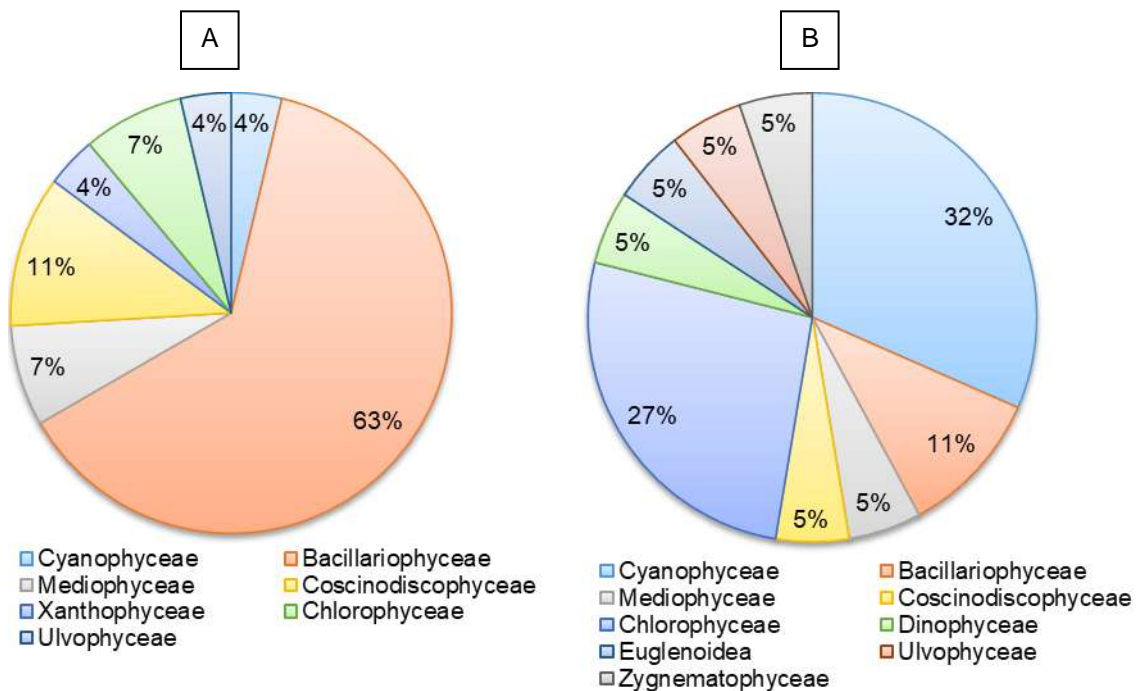 A
4%
4%
7%
4%
11%
7%
63%
Cyanophyceae
Bacillariophyceae
Mediophyceae
Coscinodiscophyceae
Xanthophyceae
Chlorophyceae
Ulvophyceae
B
5%
5%
32%
5%
5%
27%
11%
5%
5%
Cyanophyceae
Bacillariophyceae
Mediophyceae
Coscinodiscophyceae
Chlorophyceae
Dinophyceae
Euglenoidea
Ulvophyceae
Zygnematophyceae